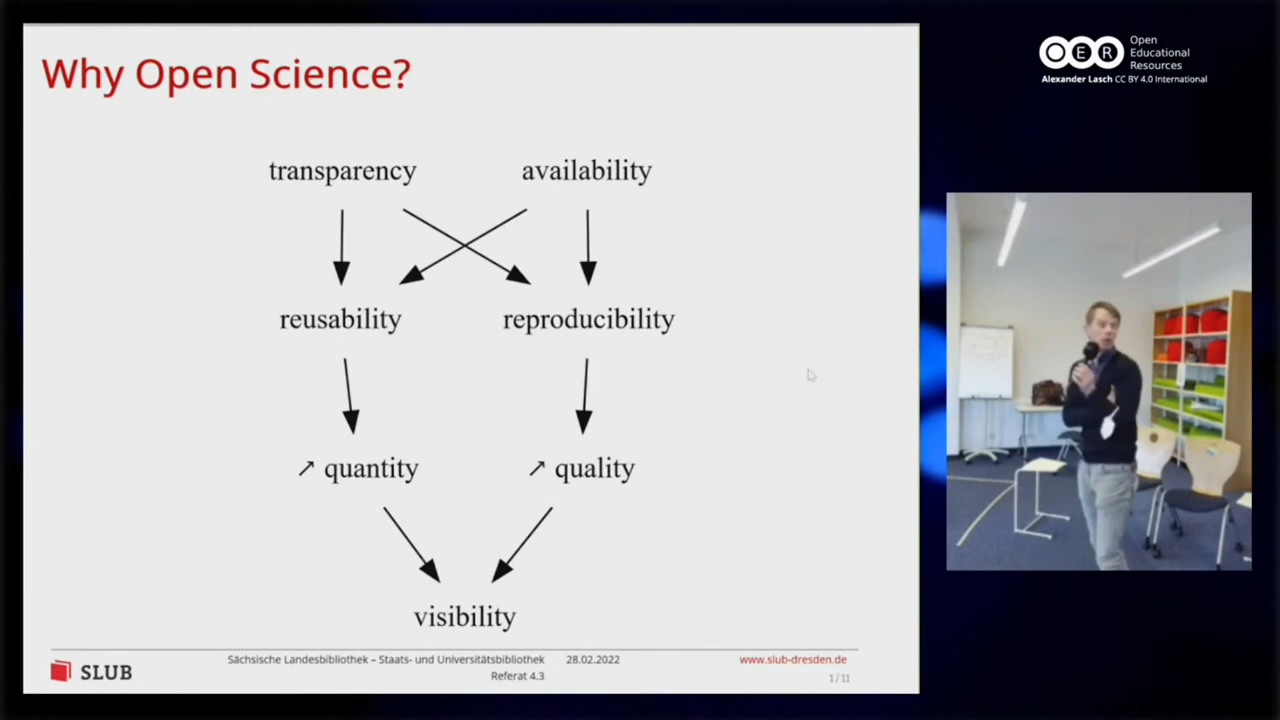 Why Open Science?
transparency availability
reusability reproducibility
↗ quantity ↗ quality
visibility
SLUB
Sächsische Landesbibliothek – Staats- und Universitätsbibliothek 28.02.2022 www.slub-dresden.de
Referat 4.3 1/11
OER Open
Educational
Resources
Alexander Lasch CC BY 4.0 International